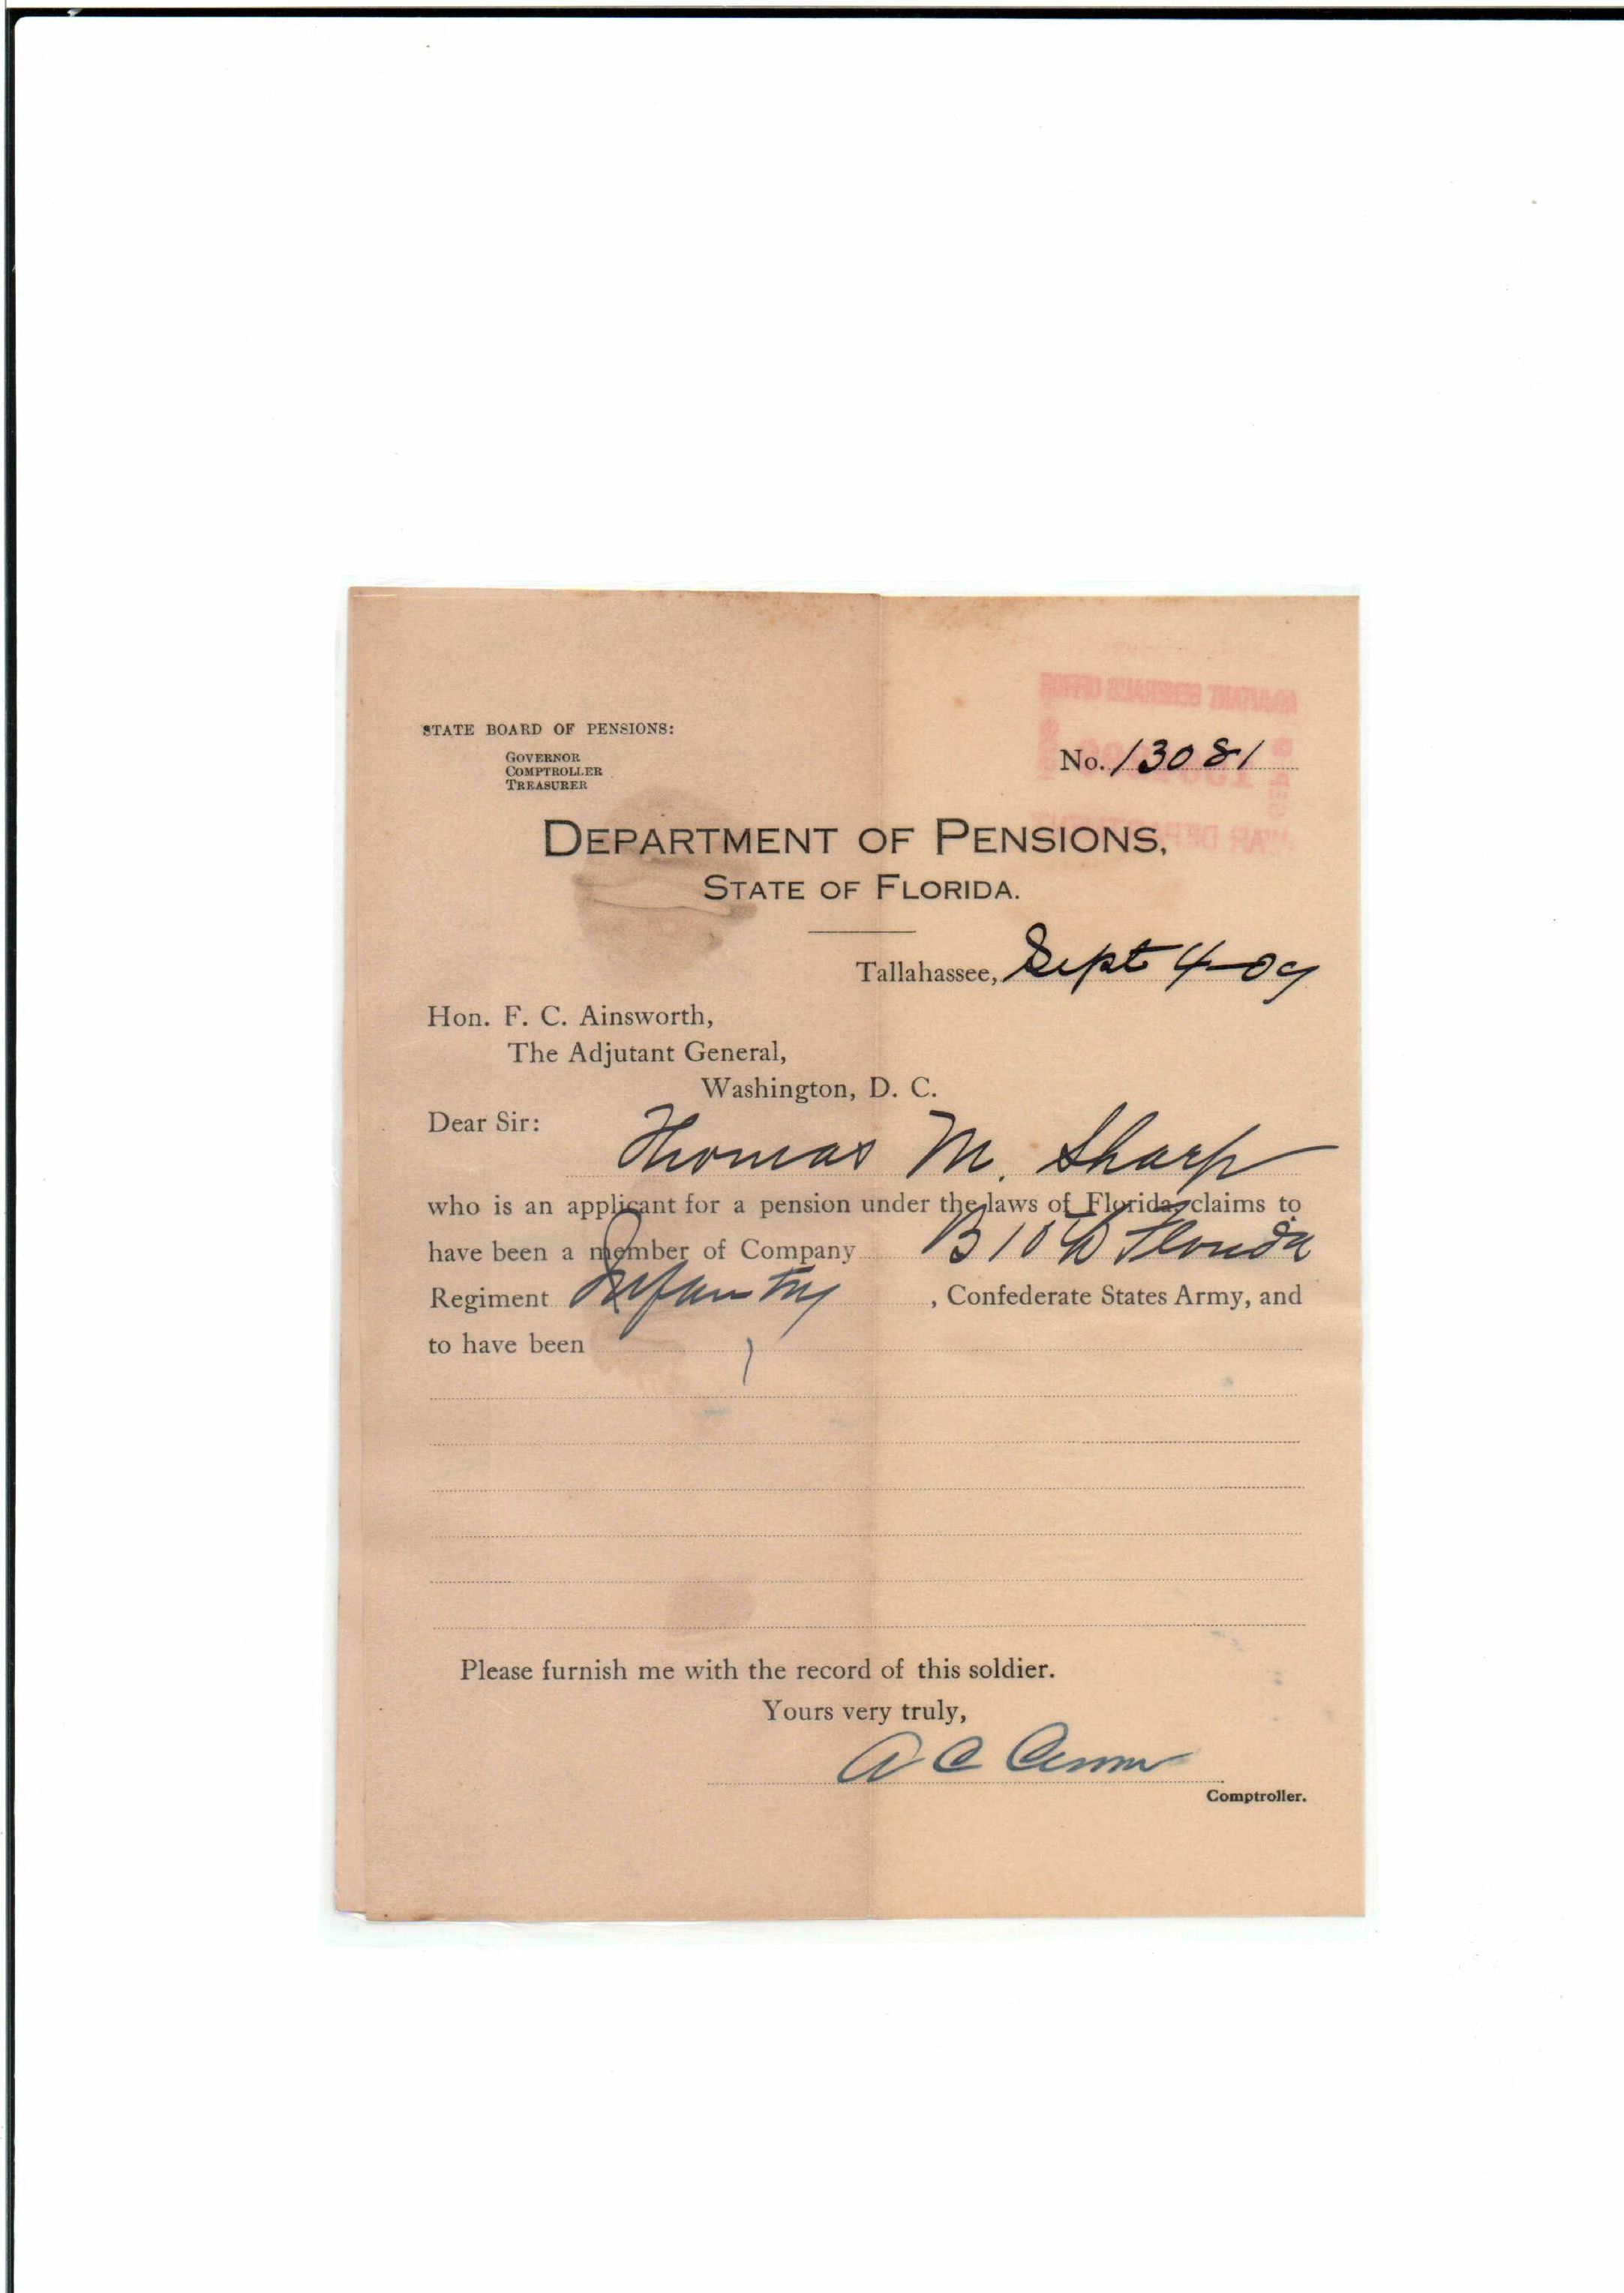 STATE BOARD OF PENSIONS:
GOVERNOR
COMPTROLLER
TREASURER
No. 13081
DEPARTMENT OF PENSIONS,
STATE OF FLORIDA.
Tallahassee, Sept 4-09
Hon. F. C. Ainsworth,
The Adjutant General,
Washington, D. C.
Dear Sir:
Thomas M. Sharp
who is an applicant for a pension under the laws of Florida, claims to
have been a member of Company B 10th Florida
Regiment Infantry , Confederate States Army, and
to have been
Please furnish me with the record of this soldier.
Yours very truly,
A C Croom
Comptroller.